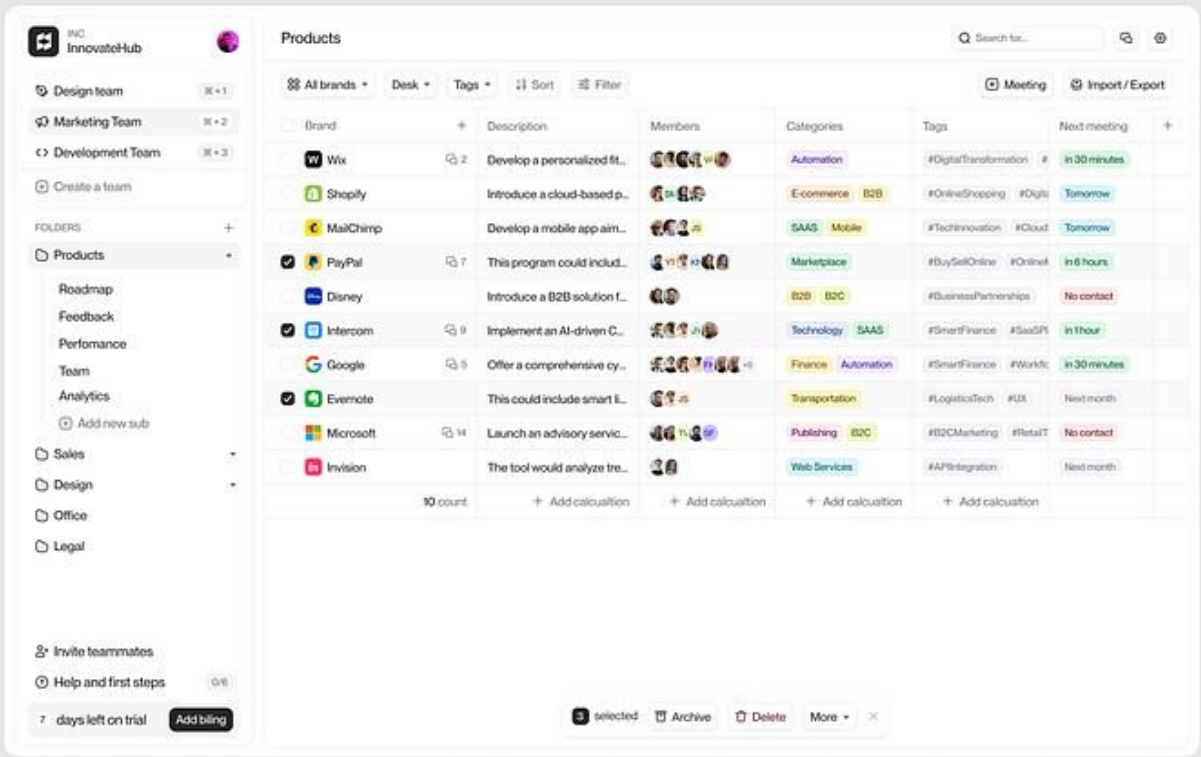 INC.
InnovateHub
Design team ⌘+1
Marketing Team ⌘+2
Development Team ⌘+3
Create a team
FOLDERS +
Products
Roadmap
Feedback
Perfomance
Team
Analytics
Add new sub
Sales
Design
Office
Legal
Invite teammates
Help and first steps 0/6
7 days left on trial Add biling
Products Search for...
All brands Desk Tags Sort Filter Meeting Import / Export
Brand + Description Members Categories Tags Next meeting +
Wix 2 Develop a personalized fit... Automation #DigitalTransformation # in 30 minutes
Shopify Introduce a cloud-based p... E-commerce B2B #OnlineShopping #Digita Tomorrow
MailChimp Develop a mobile app aim... JS SAAS Mobile #TechInnovation #Cloud Tomorrow
PayPal 7 This program could includ... Marketplace #BuySellOnline #OnlineM in 6 hours
Disney Introduce a B2B solution f... B2B B2C #BusinessPartnerships No contact
Intercom 9 Implement an AI-driven C... Technology SAAS #SmartFinance #SaaSPl in 1 hour
Google 5 Offer a comprehensive cy... Finance Automation #SmartFinance #Workflc in 30 minutes
Evernote This could include smart li... JS Transportation #LogisticsTech #UX Next month
Microsoft 14 Launch an advisory servic... SF Publishing B2C #B2CMarketing #RetailT No contact
Invision The tool would analyze tre... Web Services #APIIntegration Next month
10 count + Add calcualtion + Add calcualtion + Add calcualtion + Add calcualtion
3 selected Archive Delete More ×